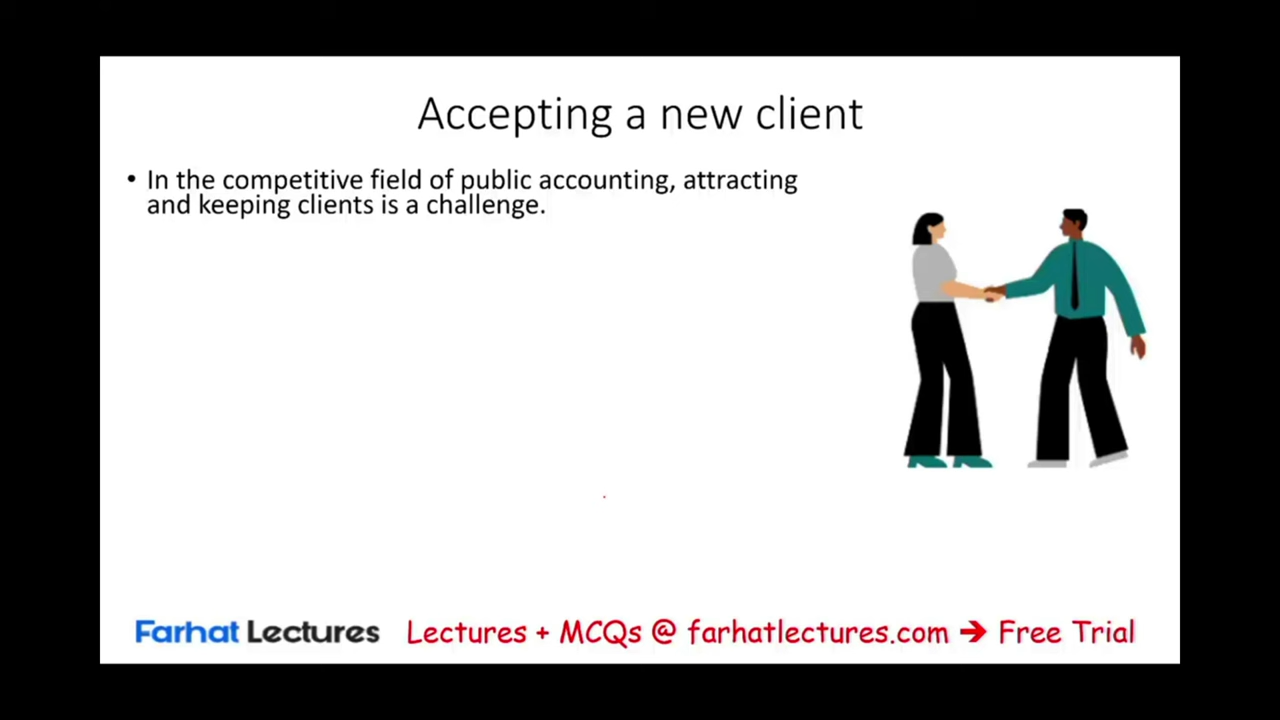 Accepting a new client
• In the competitive field of public accounting, attracting
and keeping clients is a challenge.
Farhat Lectures Lectures + MCQs @ farhatlectures.com ➔ Free Trial